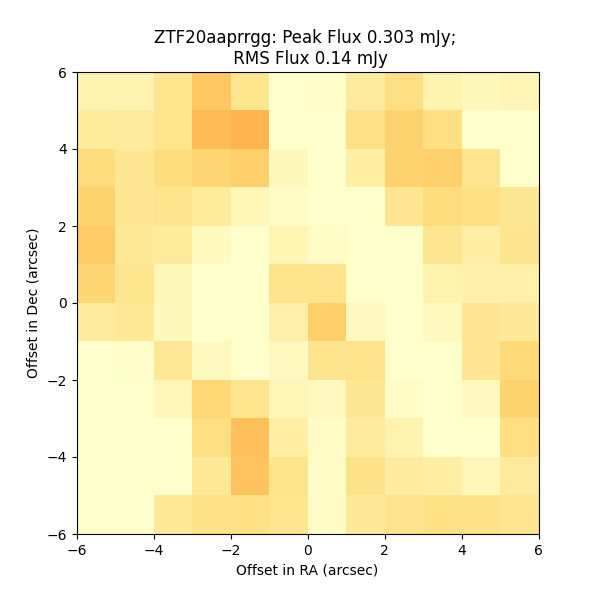 ZTF20aaprrgg: Peak Flux 0.303 mJy;
RMS Flux 0.14 mJy
6
4
2
0
−2
−4
−6
Offset in Dec (arcsec)
−6 −4 −2 0 2 4 6
Offset in RA (arcsec)